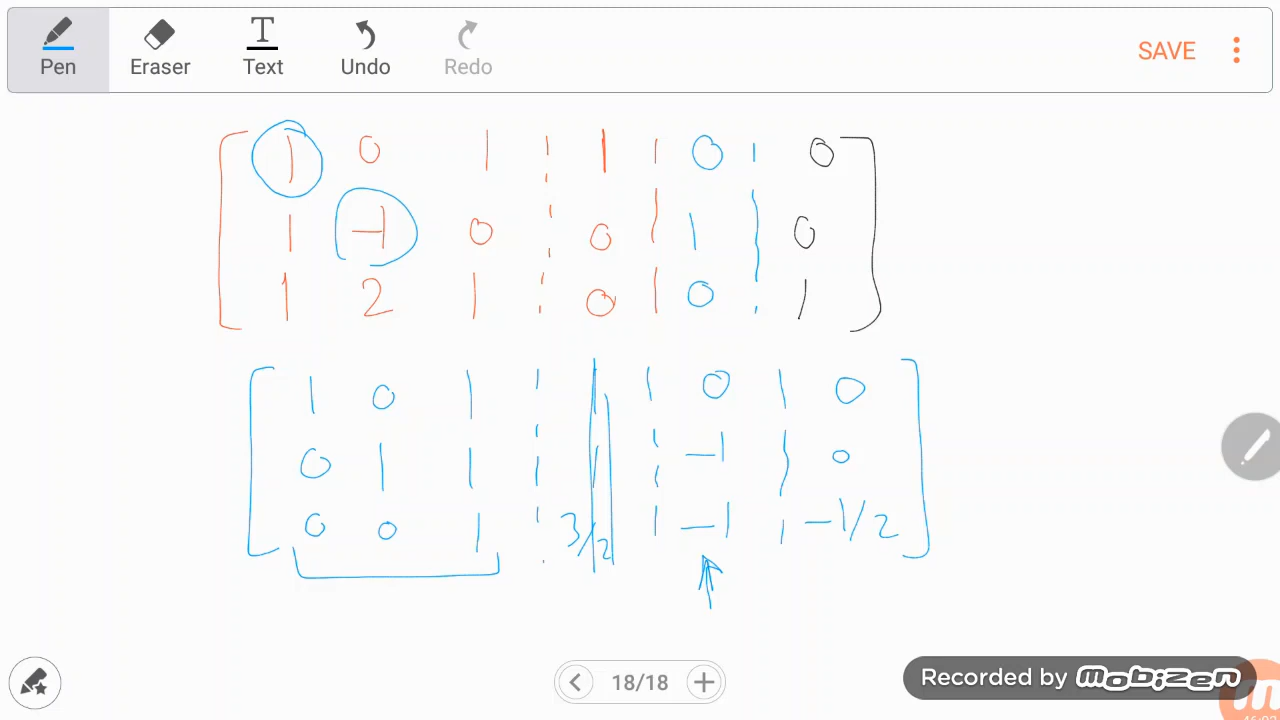 Pen Eraser Text Undo Redo SAVE
1 0 1 1 0 0
1 -1 0 0 1 0
1 2 1 0 0 1
1 0 1 1 0 0
0 1 1 1 -1 0
0 0 1 3/2 -1 -1/2
18/18
Recorded by mobizen